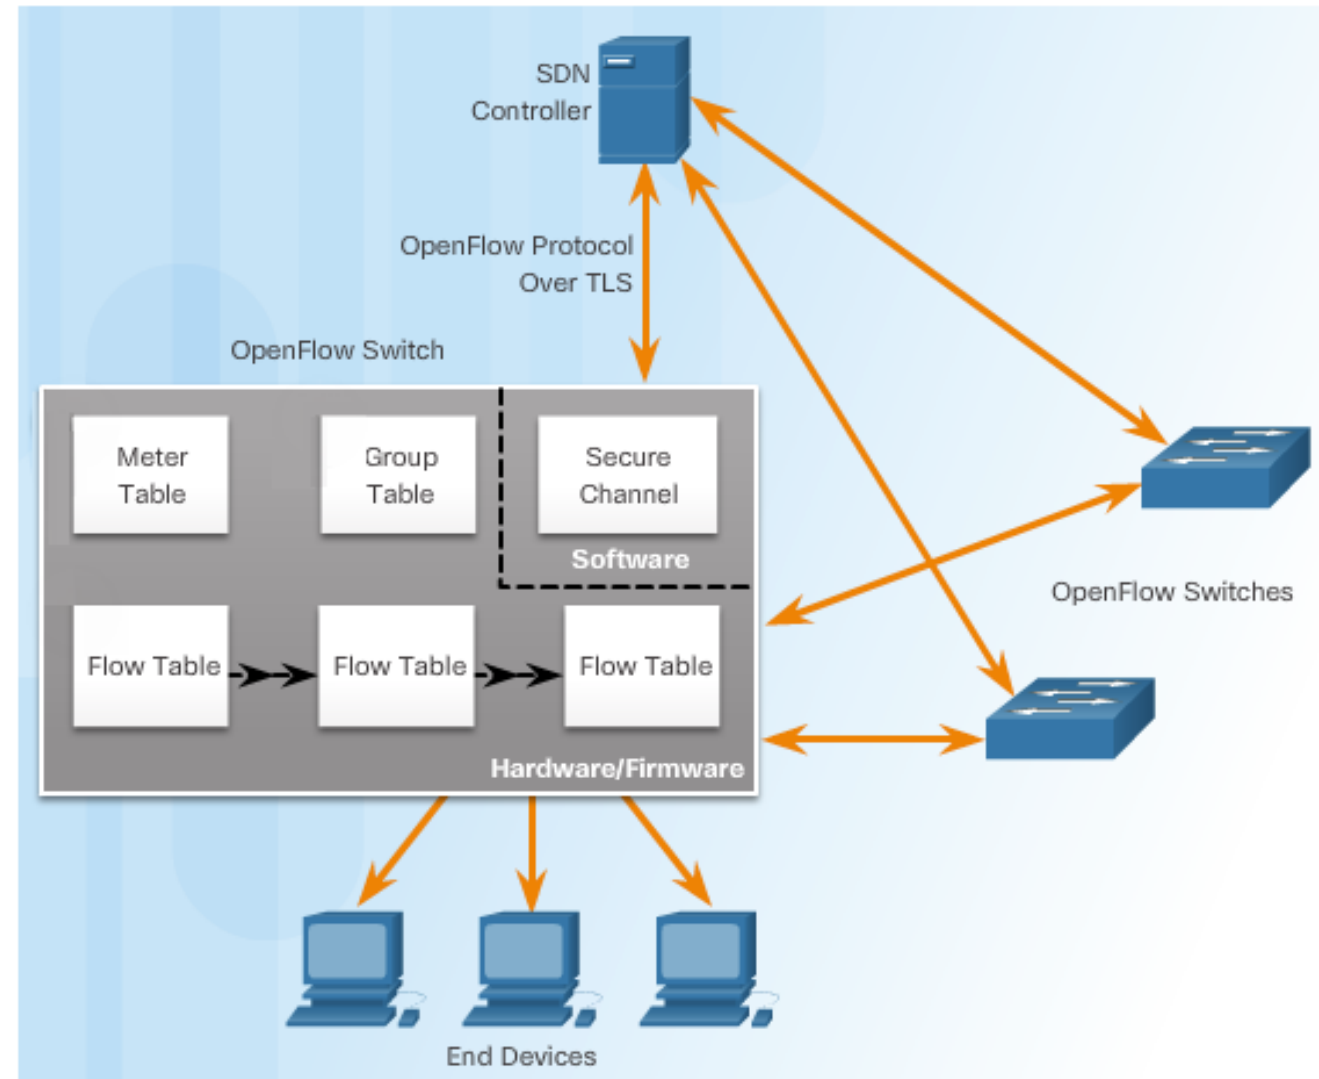 SDN
Controller
OpenFlow Protocol
Over TLS
OpenFlow Switch
Meter
Table
Group
Table
Secure
Channel
Software
OpenFlow Switches
Flow Table
Flow Table
Flow Table
Hardware/Firmware
End Devices